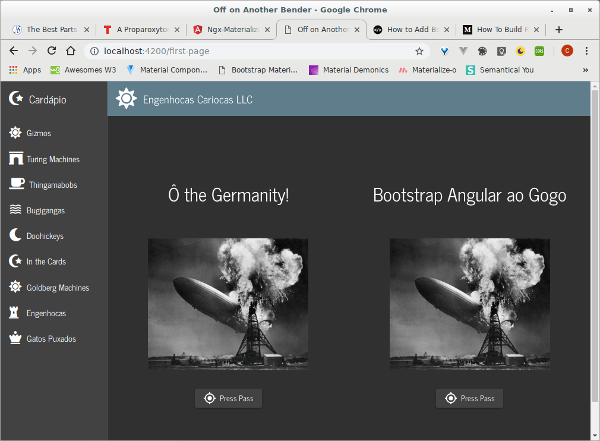 Off on Another Bender - Google Chrome
The Best Parts
A Proparoxyto
Ngx-Materializ
Off on Anothe
How to Add B
How To Build F
localhost:4200/first-page
Apps
Awesomes W3
Material Compon...
Bootstrap Materi...
Material Demonics
Materialize-o
Semantical You
»
Cardápio
Engenhocas Cariocas LLC
Gizmos
Turing Machines
Thingamabobs
Bugigangas
Doohickeys
In the Cards
Goldberg Machines
Engenhocas
Gatos Puxados
Ô the Germanity!
Bootstrap Angular ao Gogo
Press Pass
Press Pass